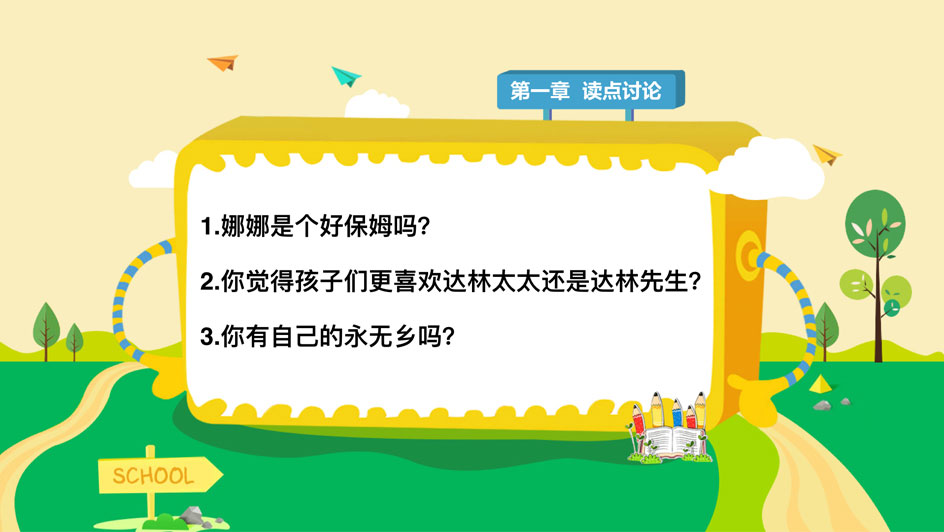 第一章 读点讨论
1.娜娜是个好保姆吗?
2.你觉得孩子们更喜欢达林太太还是达林先生?
3.你有自己的永无乡吗?
SCHOOL